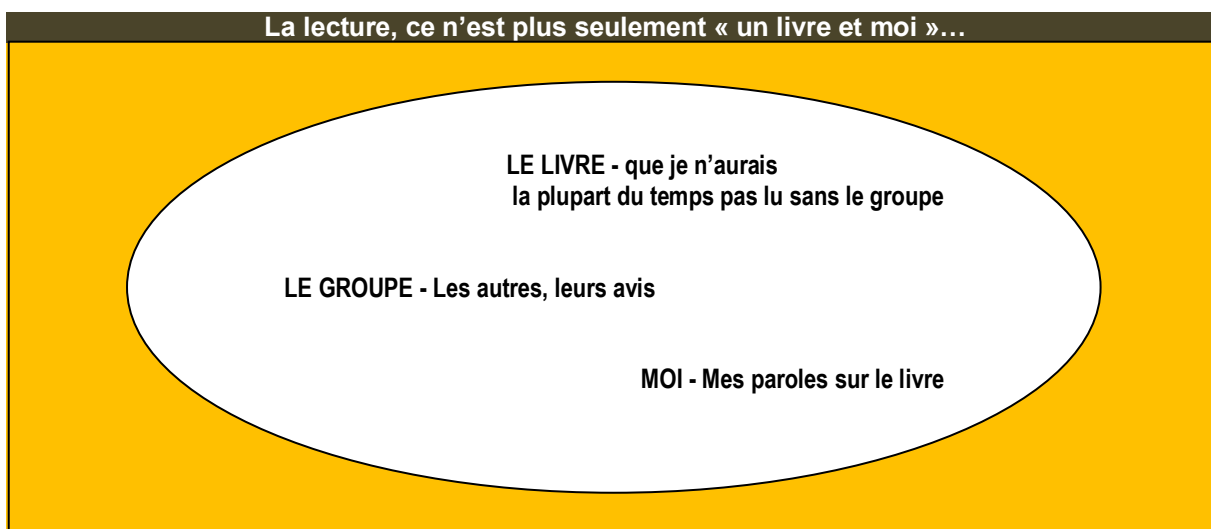 La lecture, ce n’est plus seulement « un livre et moi »…
LE LIVRE - que je n’aurais
la plupart du temps pas lu sans le groupe
LE GROUPE - Les autres, leurs avis
MOI - Mes paroles sur le livre